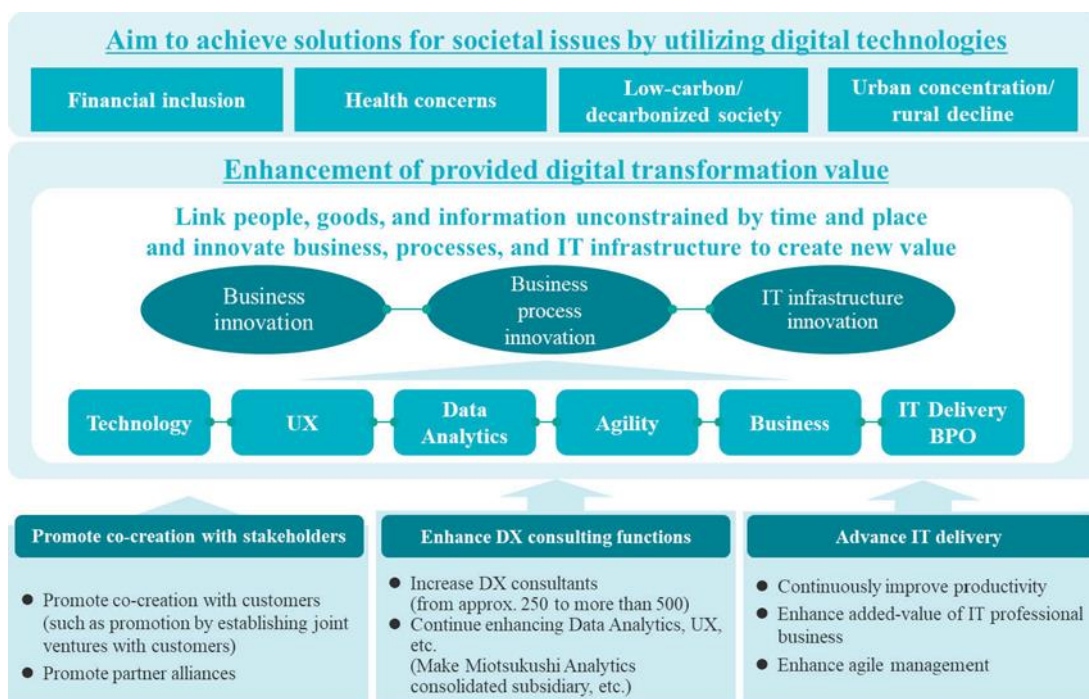 Aim to achieve solutions for societal issues by utilizing digital technologies
Financial inclusion
Health concerns
Low-carbon/
decarbonized society
Urban concentration/
rural decline
Enhancement of provided digital transformation value
Link people, goods, and information unconstrained by time and place
and innovate business, processes, and IT infrastructure to create new value
Business
innovation
Business
process
innovation
IT infrastructure
innovation
Technology
UX
Data
Analytics
Agility
Business
IT Delivery
BPO
Promote co-creation with stakeholders
● Promote co-creation with customers
(such as promotion by establishing joint
ventures with customers)
● Promote partner alliances
Enhance DX consulting functions
● Increase DX consultants
(from approx. 250 to more than 500)
● Continue enhancing Data Analytics, UX,
etc.
(Make Miotsukushi Analytics
consolidated subsidiary, etc.)
Advance IT delivery
● Continuously improve productivity
● Enhance added-value of IT professional
business
● Enhance agile management